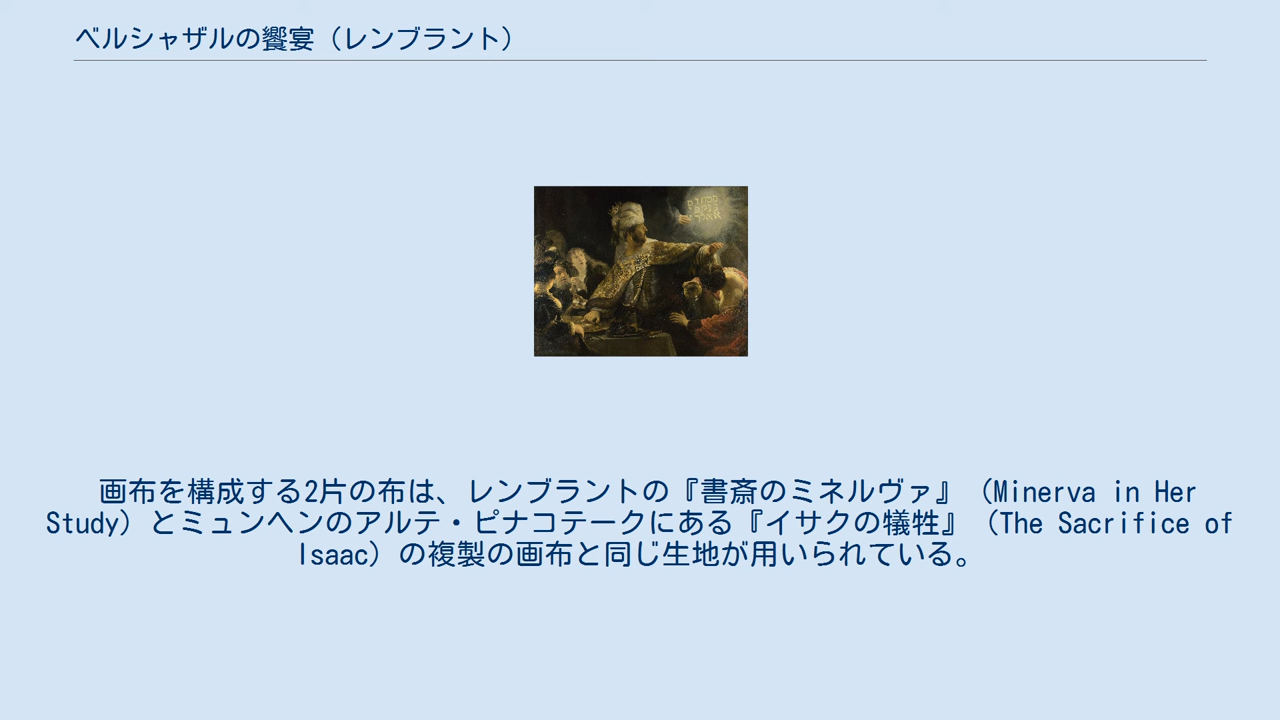 ベルシャザルの饗宴（レンブラント）
画布を構成する2片の布は、レンブラントの『書斎のミネルヴァ』（Minerva in Her
Study）とミュンヘンのアルテ・ピナコテークにある『イサクの犠牲』（The Sacrifice of
Isaac）の複製の画布と同じ生地が用いられている。